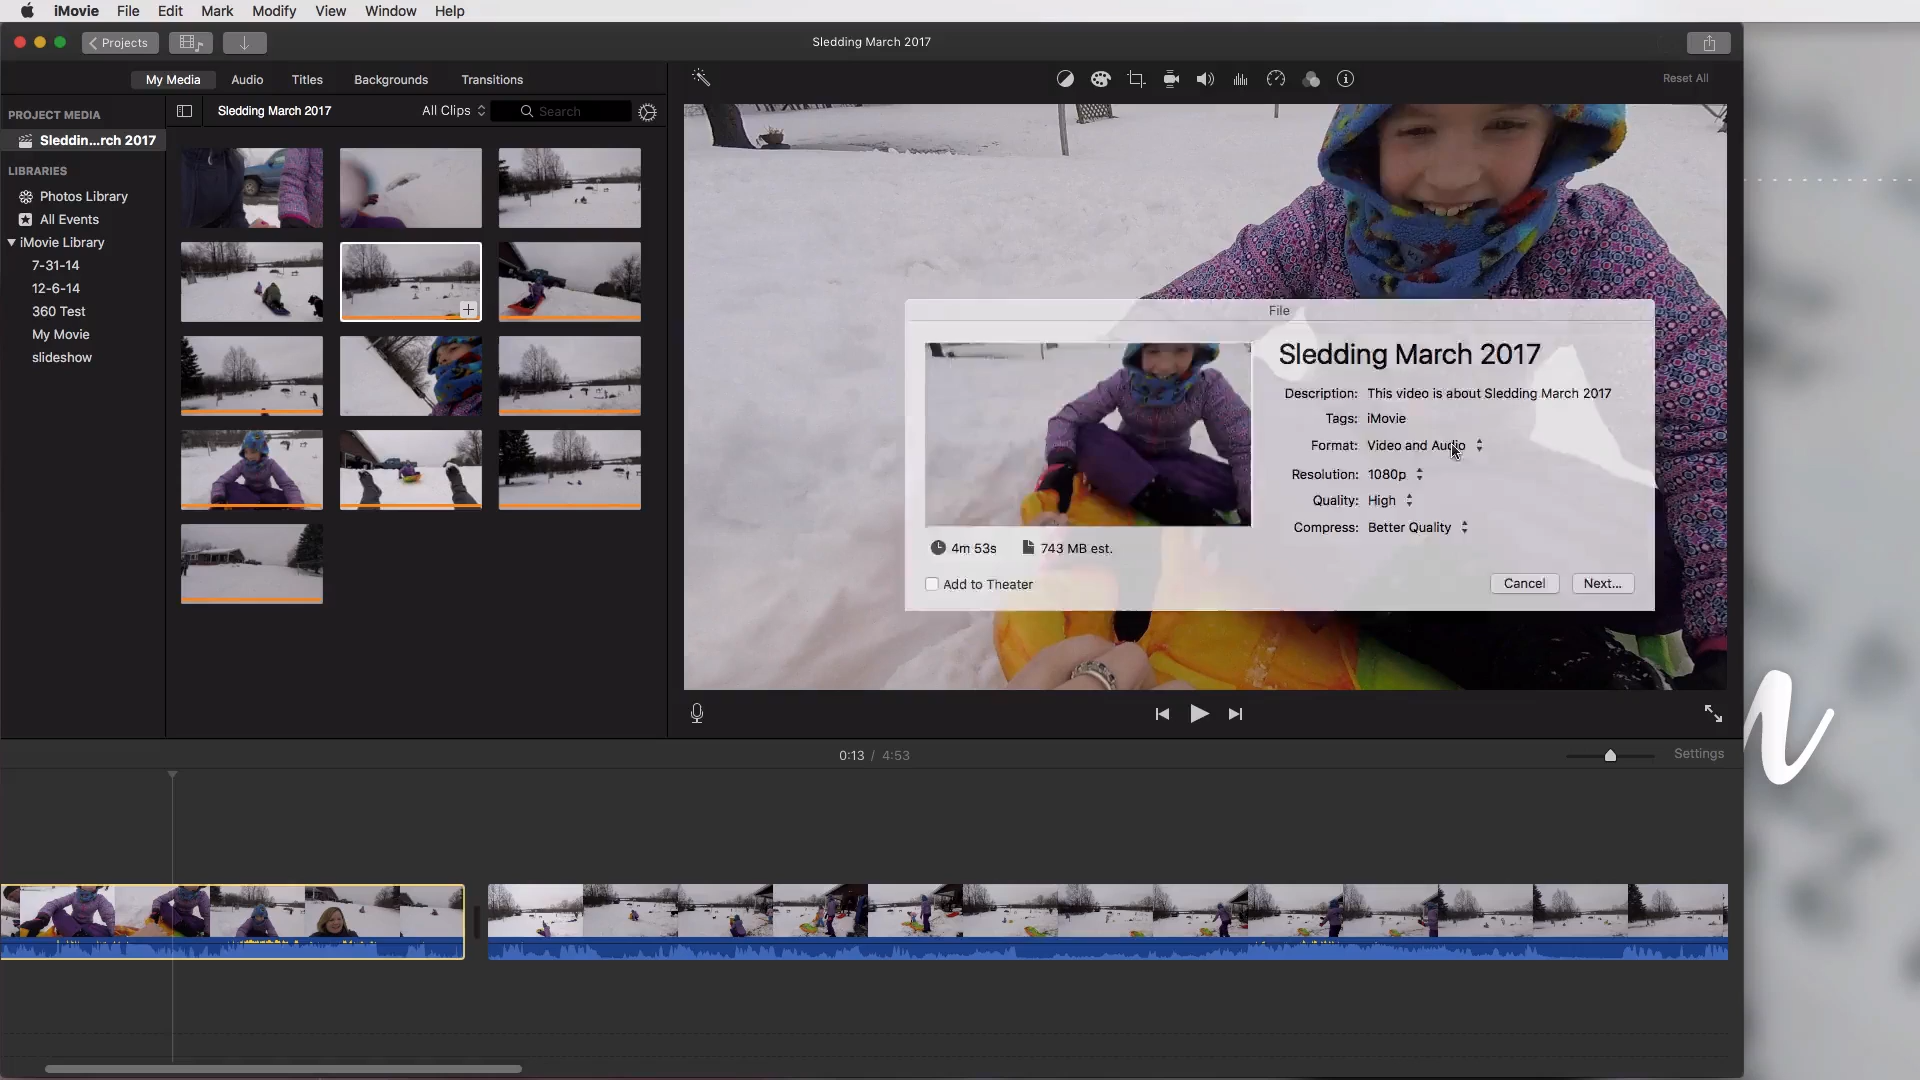 iMovie File Edit Mark Modify View Window Help
Projects
Sledding March 2017
My Media Audio Titles Backgrounds Transitions
Reset All
PROJECT MEDIA
Sleddin...rch 2017
LIBRARIES
Photos Library
All Events
iMovie Library
7-31-14
12-6-14
360 Test
My Movie
slideshow
Sledding March 2017 All Clips Search
File
Sledding March 2017
Description: This video is about Sledding March 2017
Tags: iMovie
Format: Video and Audio
Resolution: 1080p
Quality: High
Compress: Better Quality
4m 53s 743 MB est.
Add to Theater
Cancel Next...
0:13 / 4:53
Settings